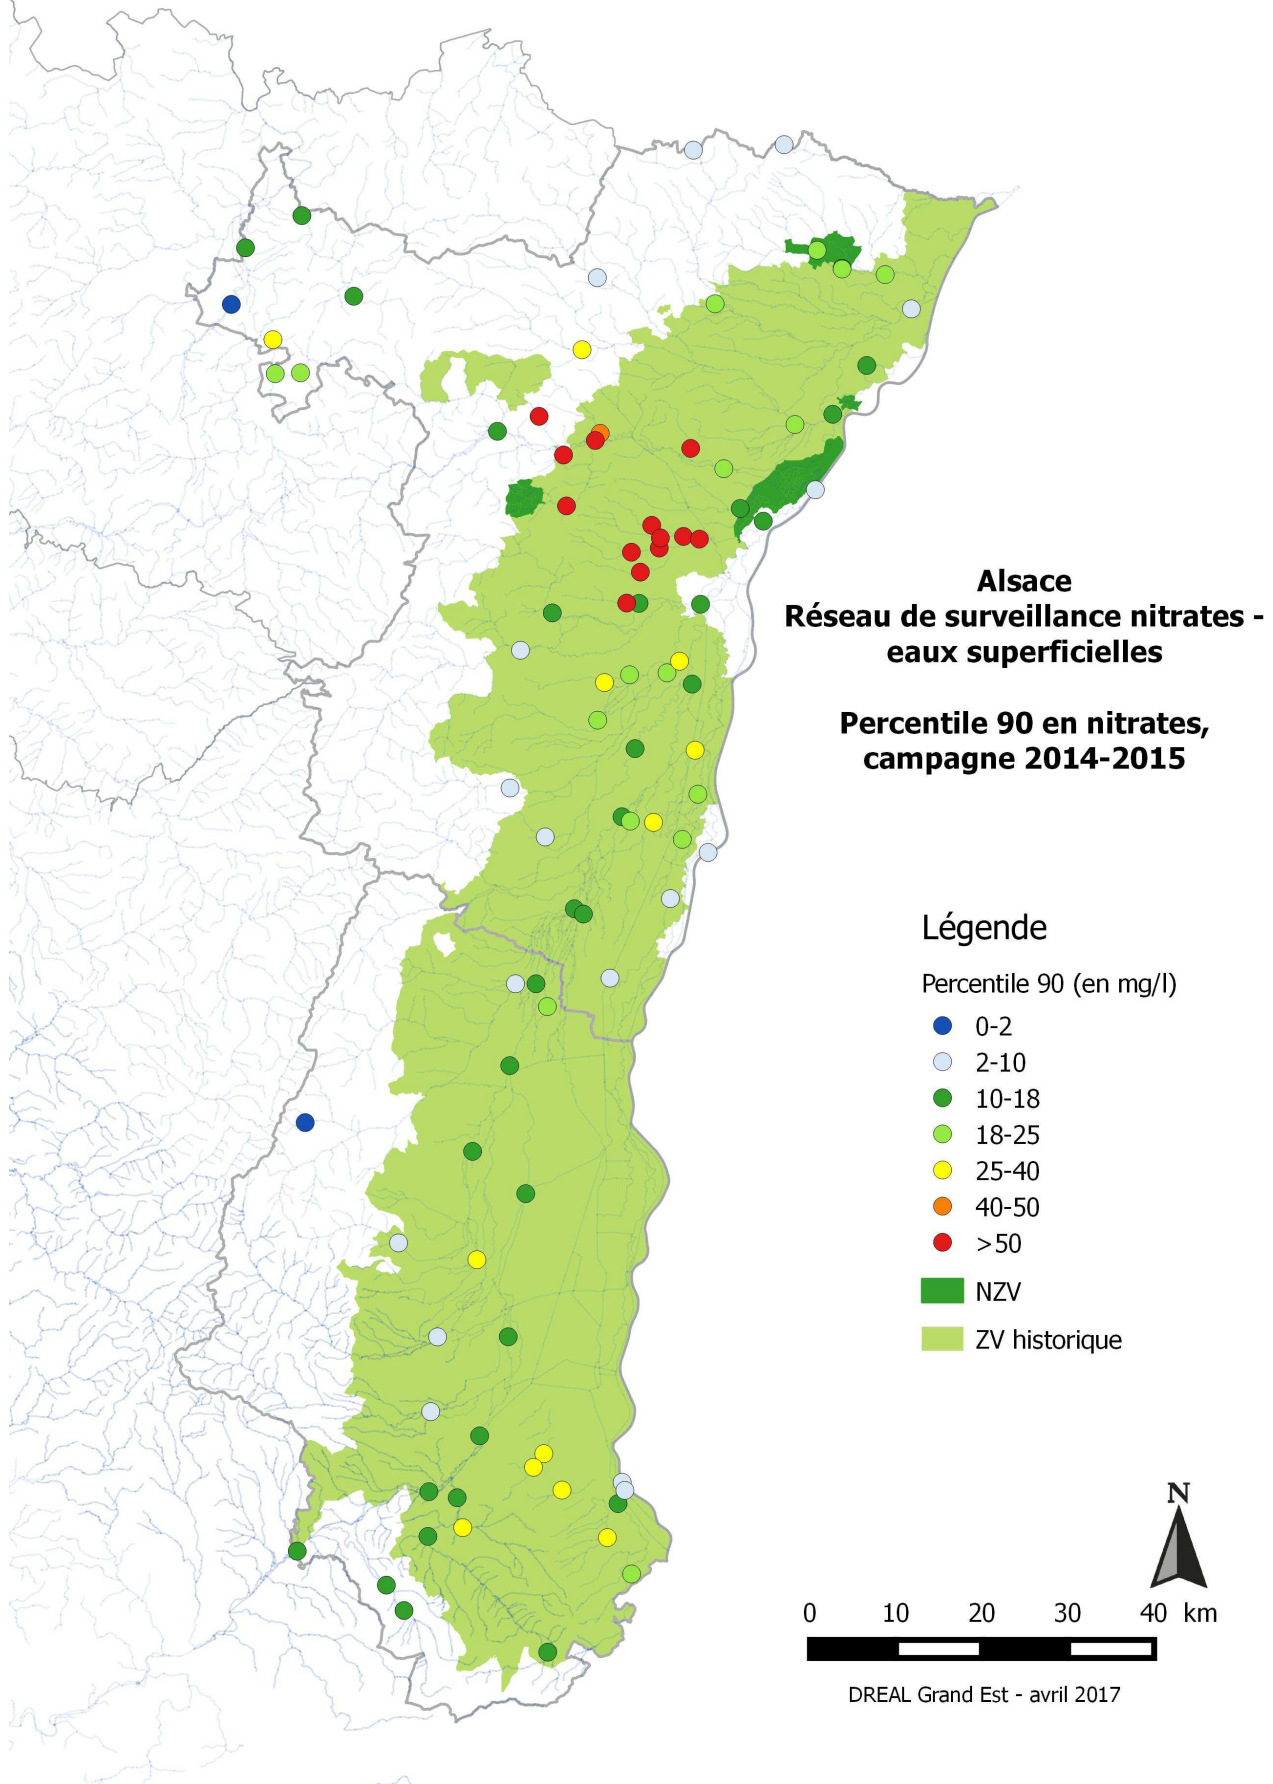 Alsace
Réseau de surveillance nitrates -
eaux superficielles
Percentile 90 en nitrates,
campagne 2014-2015
Légende
Percentile 90 (en mg/l)
0-2
2-10
10-18
18-25
25-40
40-50
>50
NZV
ZV historique
N
0 10 20 30 40 km
DREAL Grand Est - avril 2017